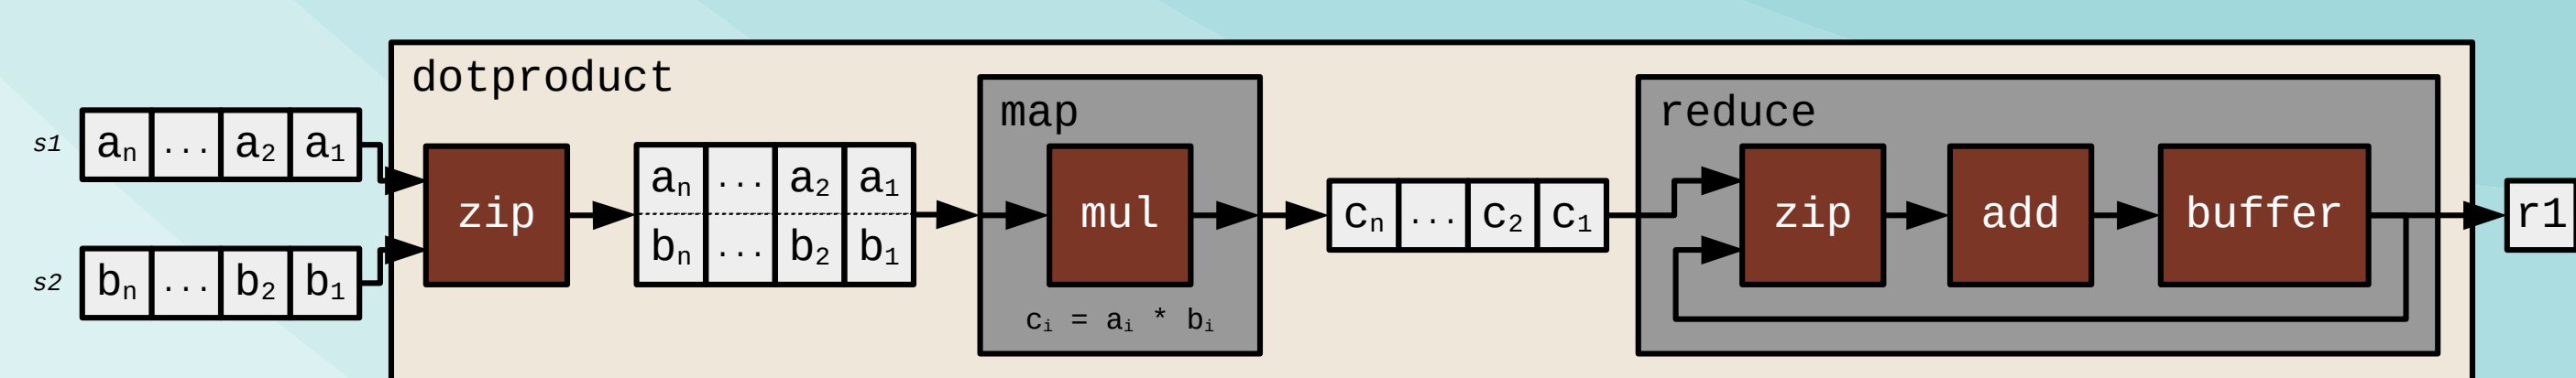 dotproduct
s1 aₙ ... a₂ a₁
s2 bₙ ... b₂ b₁
zip
aₙ ... a₂ a₁
bₙ ... b₂ b₁
map
mul
cᵢ = aᵢ * bᵢ
cₙ ... c₂ c₁
reduce
zip
add
buffer
r1